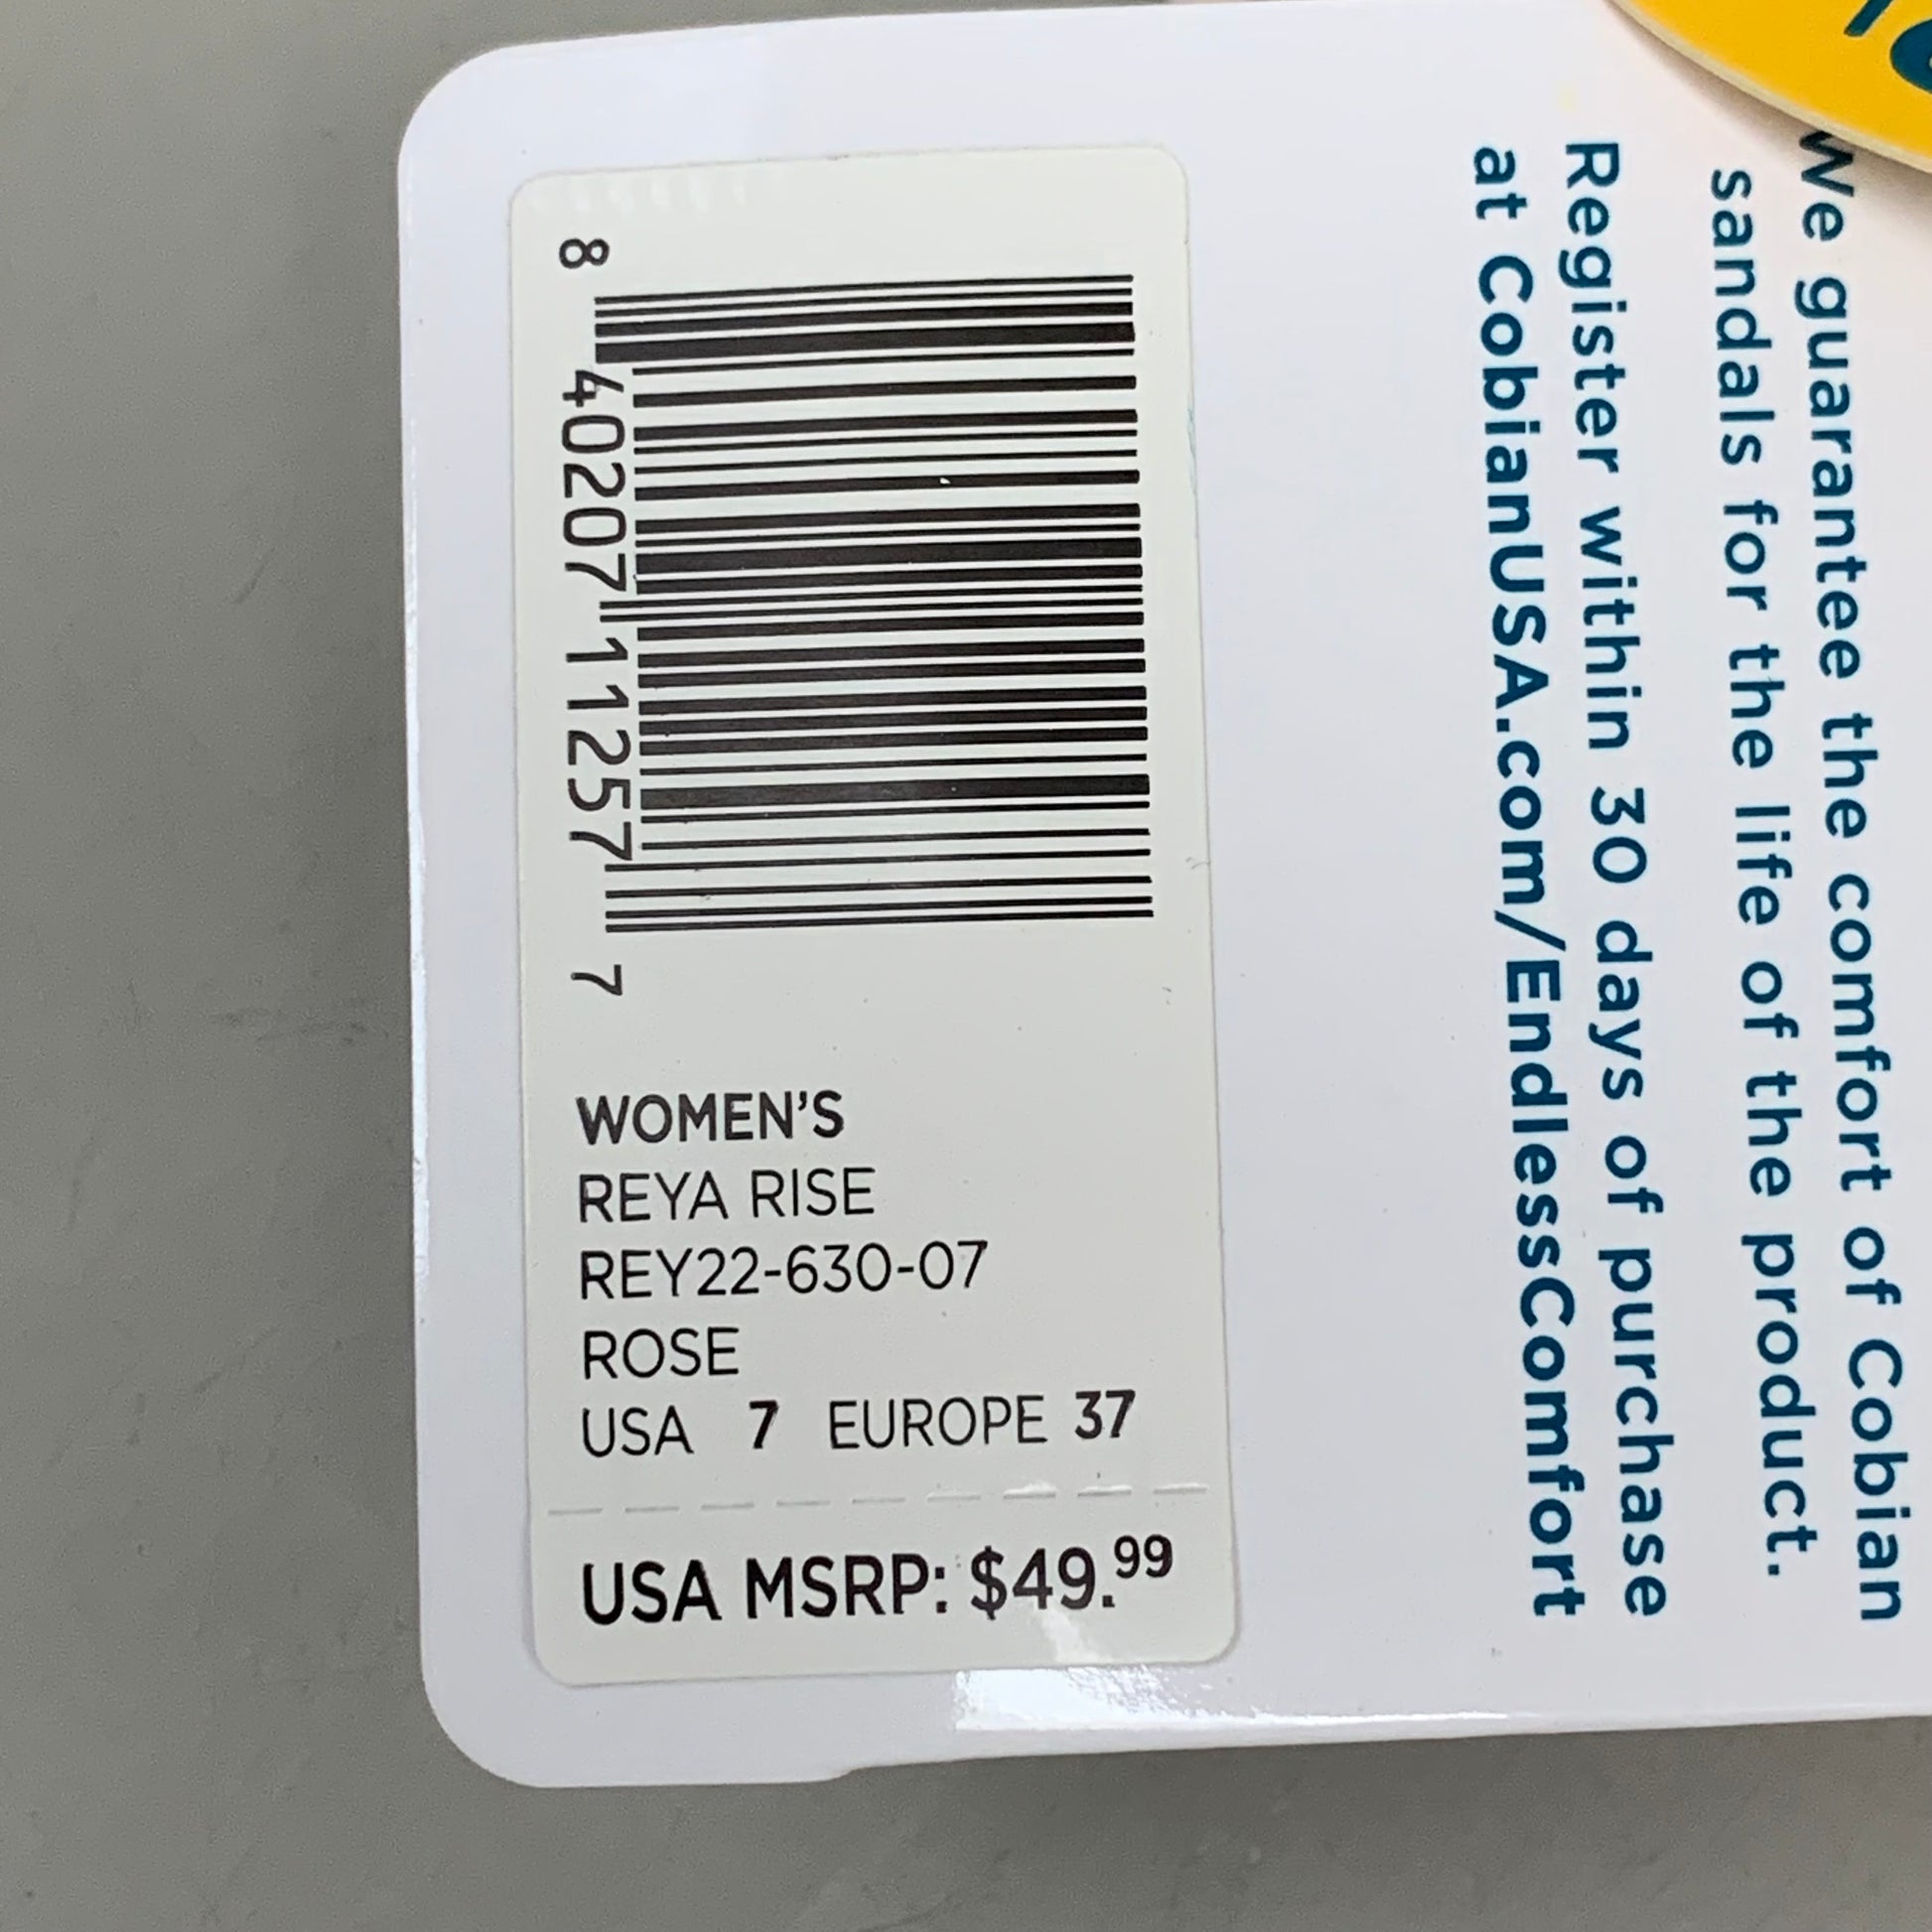 8 40207 11257 7
WOMEN'S
REYA RISE
REY22-630-07
ROSE
USA 7 EUROPE 37
USA MSRP: $49.99
We guarantee the comfort of Cobian
sandals for the life of the product.
Register within 30 days of purchase
at CobianUSA.com/EndlessComfort